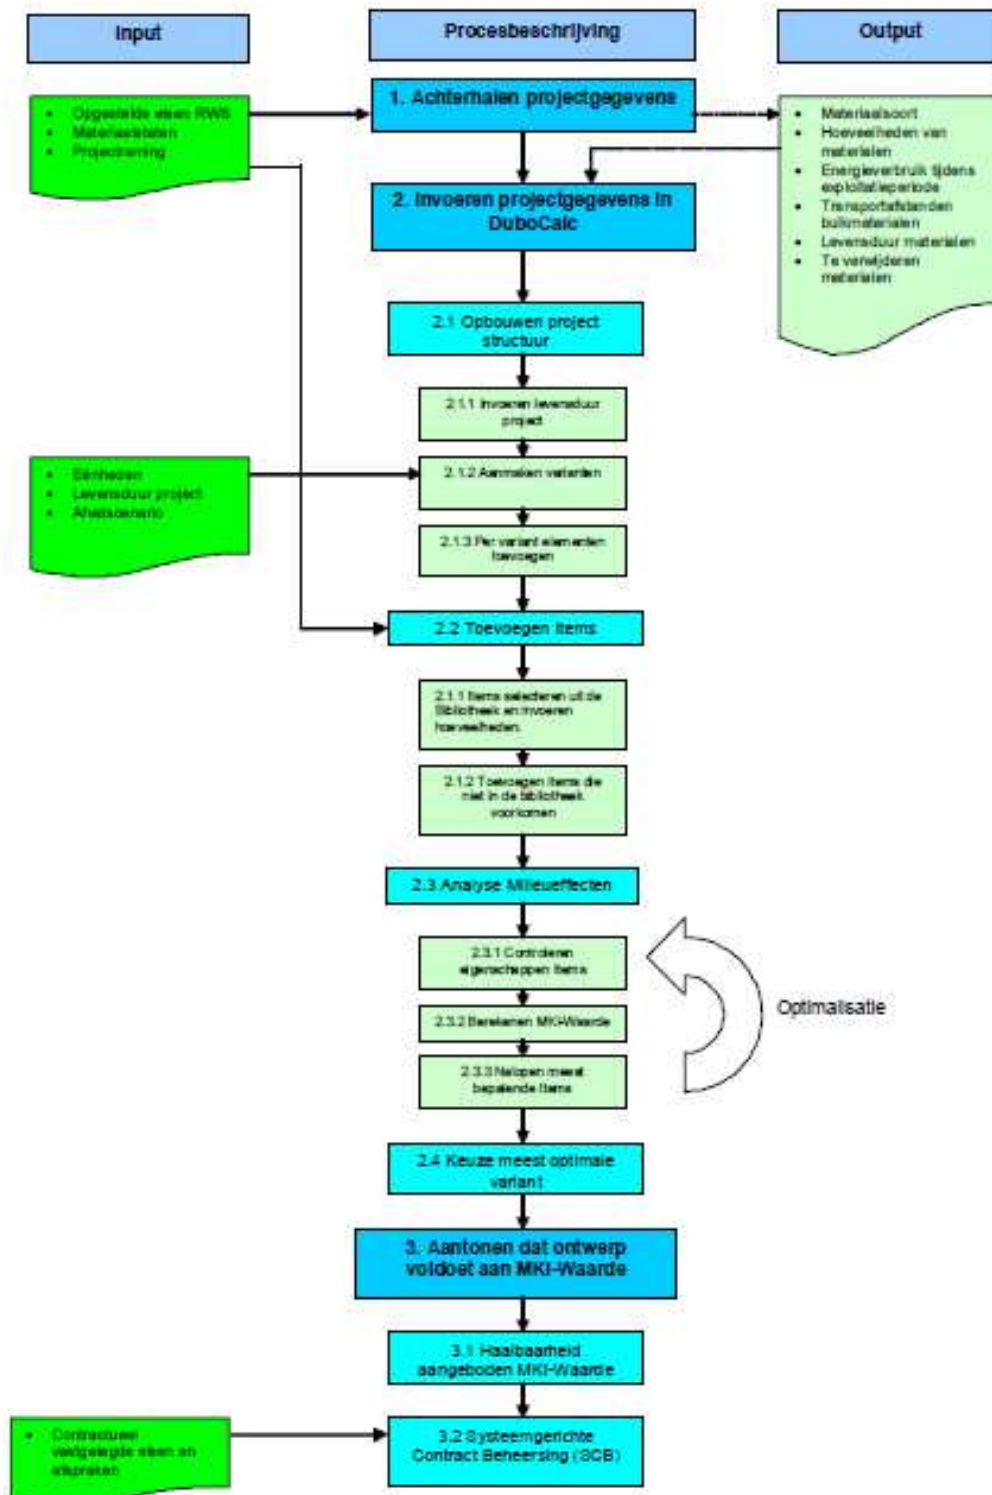 Input
Procesbeschrijving
Output
• Opgestelde eisen RWS
• Materiaalstaten
• Projectraming
1. Achterhalen projectgegevens
• Materiaalsoort
• Hoeveelheden van
materialen
• Energieverbruik tijdens
exploitatieperiode
• Transportafstanden
bulkmaterialen
• Levensduur materialen
• Te verwijderen
materialen
2. Invoeren projectgegevens in
DuboCalc
2.1 Opbouwen project
structuur
2.1.1 Invoeren levensduur
project
• Eenheden
• Levensduur project
• Afvalscenario
2.1.2 Aanmaken varianten
2.1.3 Per variant elementen
toevoegen
2.2 Toevoegen Items
2.1.1 Items selecteren uit de
Bibliotheek en invoeren
hoeveelheden.
2.1.2 Toevoegen Items die
niet in de bibliotheek
voorkomen
2.3 Analyse Milieueffecten
2.3.1 Controleren
eigenschappen Items
2.3.2 Berekenen MKI-Waarde
2.3.3 Nalopen meest
bepalende Items
Optimalisatie
2.4 Keuze meest optimale
variant
3. Aantonen dat ontwerp
voldoet aan MKI-Waarde
3.1 Haalbaarheid
aangeboden MKI-Waarde
• Contractueel
vastgelegde eisen en
afspraken
3.2 Systeemgerichte
Contract Beheersing (SCB)